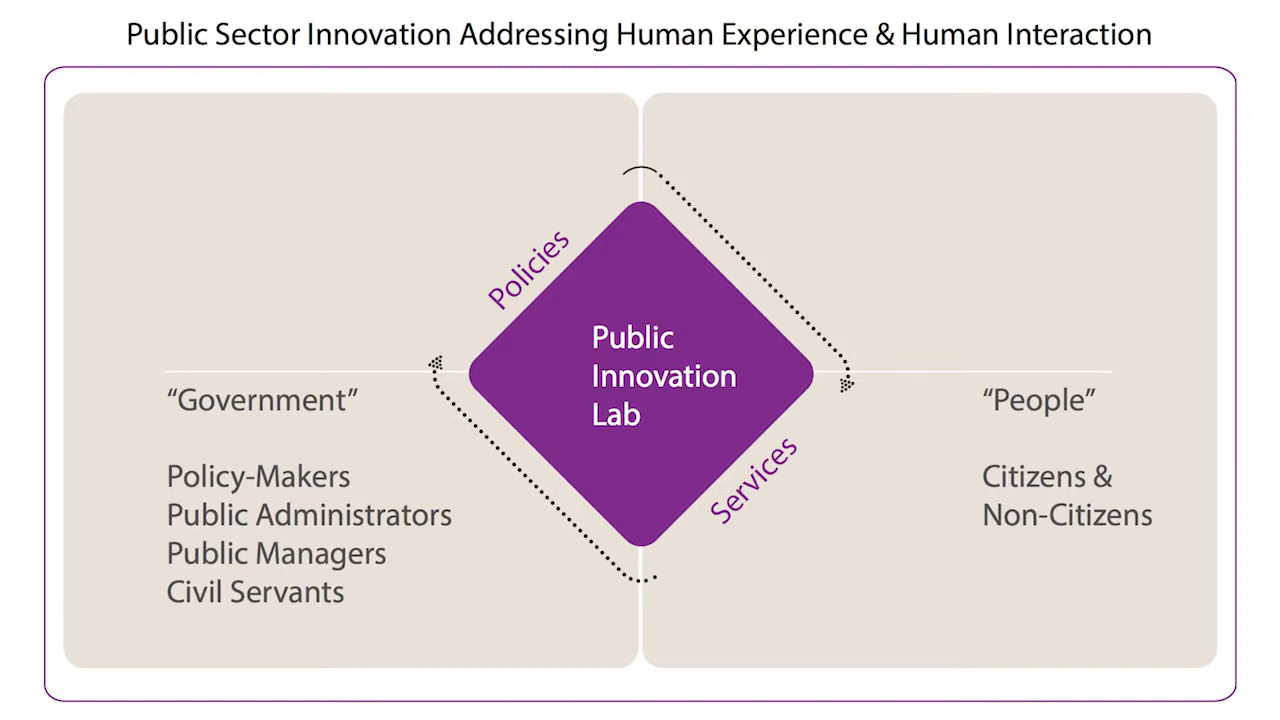 Public Sector Innovation Addressing Human Experience & Human Interaction
Policies
Public
Innovation
Lab
Services
“Government”
Policy-Makers
Public Administrators
Public Managers
Civil Servants
“People”
Citizens &
Non-Citizens